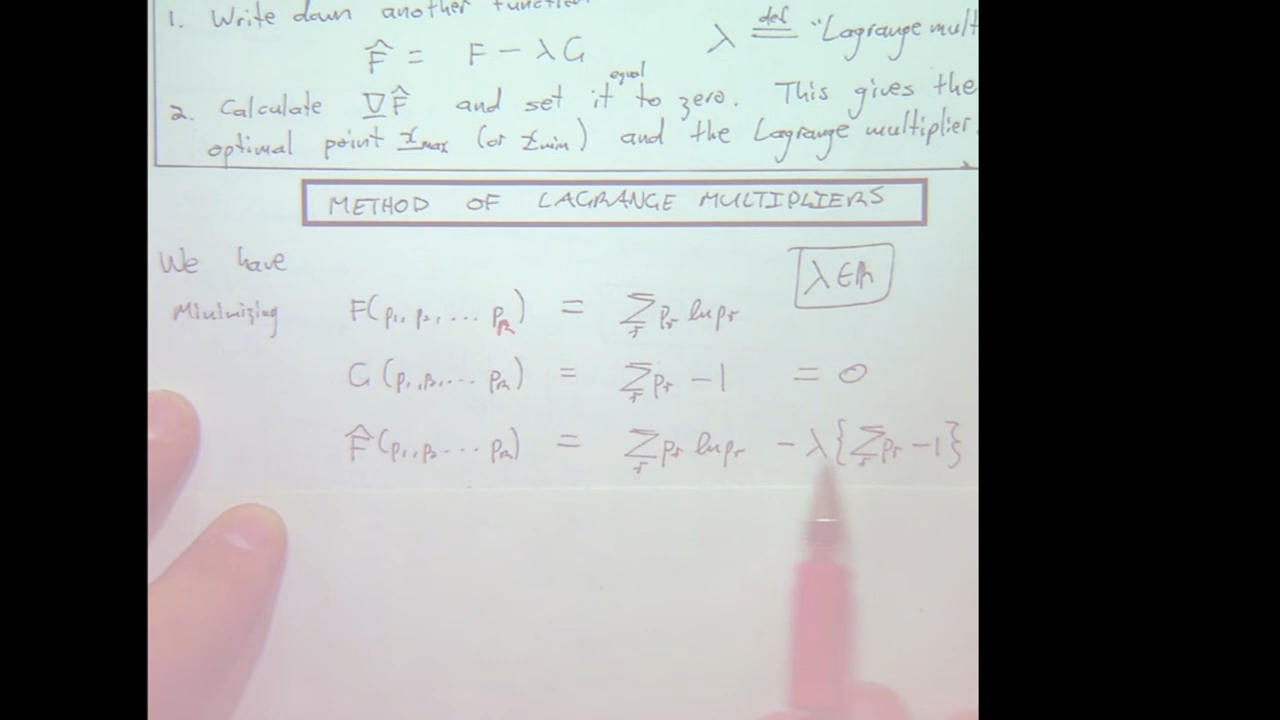 1. Write down another function
F̂ = F - λG
λ def= "Lagrange mult
2. Calculate ∇F̂ and set it equal to zero. This gives the
optimal point x_max (or x_min) and the Lagrange multiplier.
METHOD OF LAGRANGE MULTIPLIERS
We have
λ∈ℝ
Minimizing F(p₁, p₂, ... p_R) = Σ_r p_r ln p_r
G(p₁, p₂, ... p_R) = Σ_r p_r - 1 = 0
F̂(p₁, p₂ ... p_R) = Σ_r p_r ln p_r - λ{Σ_r p_r - 1}